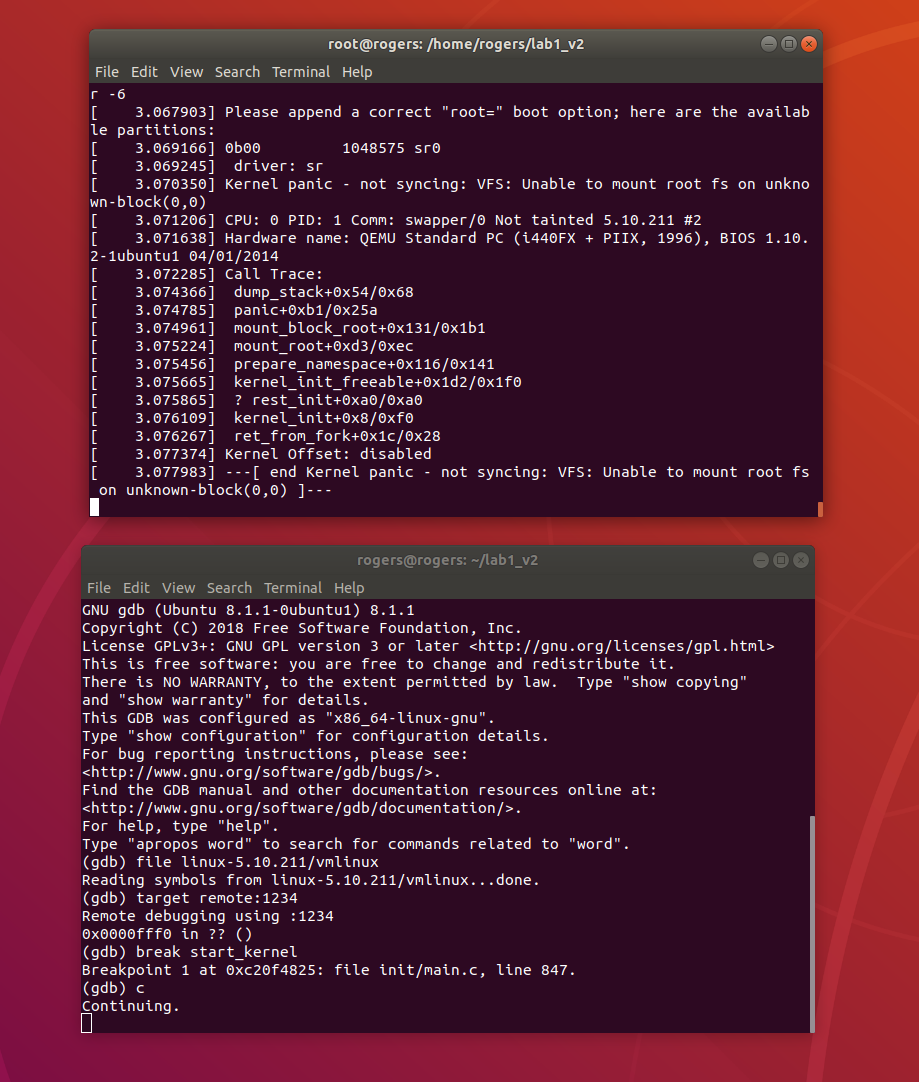 root@rogers: /home/rogers/lab1_v2
File Edit View Search Terminal Help
r -6
[    3.067903] Please append a correct "root=" boot option; here are the availab
le partitions:
[    3.069166] 0b00         1048575 sr0
[    3.069245]  driver: sr
[    3.070350] Kernel panic - not syncing: VFS: Unable to mount root fs on unkno
wn-block(0,0)
[    3.071206] CPU: 0 PID: 1 Comm: swapper/0 Not tainted 5.10.211 #2
[    3.071638] Hardware name: QEMU Standard PC (i440FX + PIIX, 1996), BIOS 1.10.
2-1ubuntu1 04/01/2014
[    3.072285] Call Trace:
[    3.074366]  dump_stack+0x54/0x68
[    3.074785]  panic+0xb1/0x25a
[    3.074961]  mount_block_root+0x131/0x1b1
[    3.075224]  mount_root+0xd3/0xec
[    3.075456]  prepare_namespace+0x116/0x141
[    3.075665]  kernel_init_freeable+0x1d2/0x1f0
[    3.075865]  ? rest_init+0xa0/0xa0
[    3.076109]  kernel_init+0x8/0xf0
[    3.076267]  ret_from_fork+0x1c/0x28
[    3.077374] Kernel Offset: disabled
[    3.077983] ---[ end Kernel panic - not syncing: VFS: Unable to mount root fs
 on unknown-block(0,0) ]---
rogers@rogers: ~/lab1_v2
File Edit View Search Terminal Help
GNU gdb (Ubuntu 8.1.1-0ubuntu1) 8.1.1
Copyright (C) 2018 Free Software Foundation, Inc.
License GPLv3+: GNU GPL version 3 or later <http://gnu.org/licenses/gpl.html>
This is free software: you are free to change and redistribute it.
There is NO WARRANTY, to the extent permitted by law.  Type "show copying"
and "show warranty" for details.
This GDB was configured as "x86_64-linux-gnu".
Type "show configuration" for configuration details.
For bug reporting instructions, please see:
<http://www.gnu.org/software/gdb/bugs/>.
Find the GDB manual and other documentation resources online at:
<http://www.gnu.org/software/gdb/documentation/>.
For help, type "help".
Type "apropos word" to search for commands related to "word".
(gdb) file linux-5.10.211/vmlinux
Reading symbols from linux-5.10.211/vmlinux...done.
(gdb) target remote:1234
Remote debugging using :1234
0x0000fff0 in ?? ()
(gdb) break start_kernel
Breakpoint 1 at 0xc20f4825: file init/main.c, line 847.
(gdb) c
Continuing.